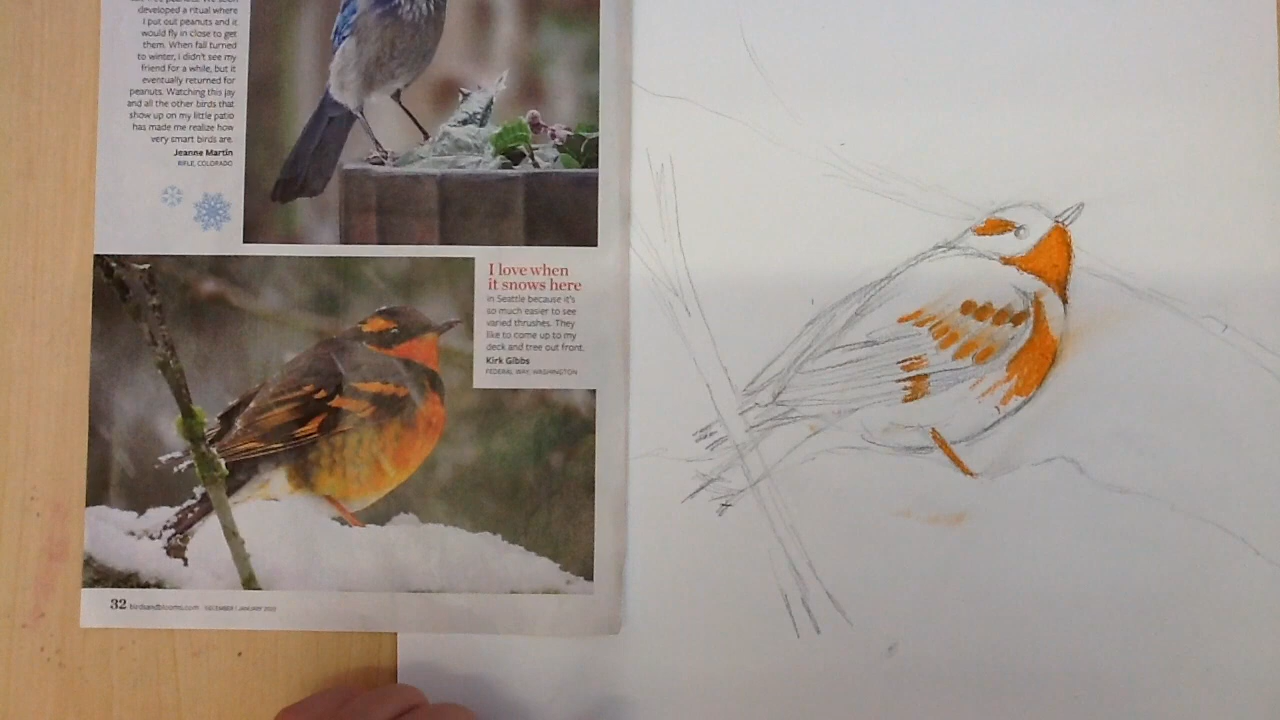 developed a ritual where
I put out peanuts and it
would fly in close to get
them. When fall turned
to winter, I didn't see my
friend for a while, but it
eventually returned for
peanuts. Watching this jay
and all the other birds that
show up on my little patio
has made me realize how
very smart birds are.
Jeanne Martin
RIFLE, COLORADO
I love when
it snows here
in Seattle because it's
so much easier to see
varied thrushes. They
like to come up to my
deck and tree out front.
Kirk Gibbs
FEDERAL WAY, WASHINGTON
32 birdsandblooms.com DECEMBER / JANUARY